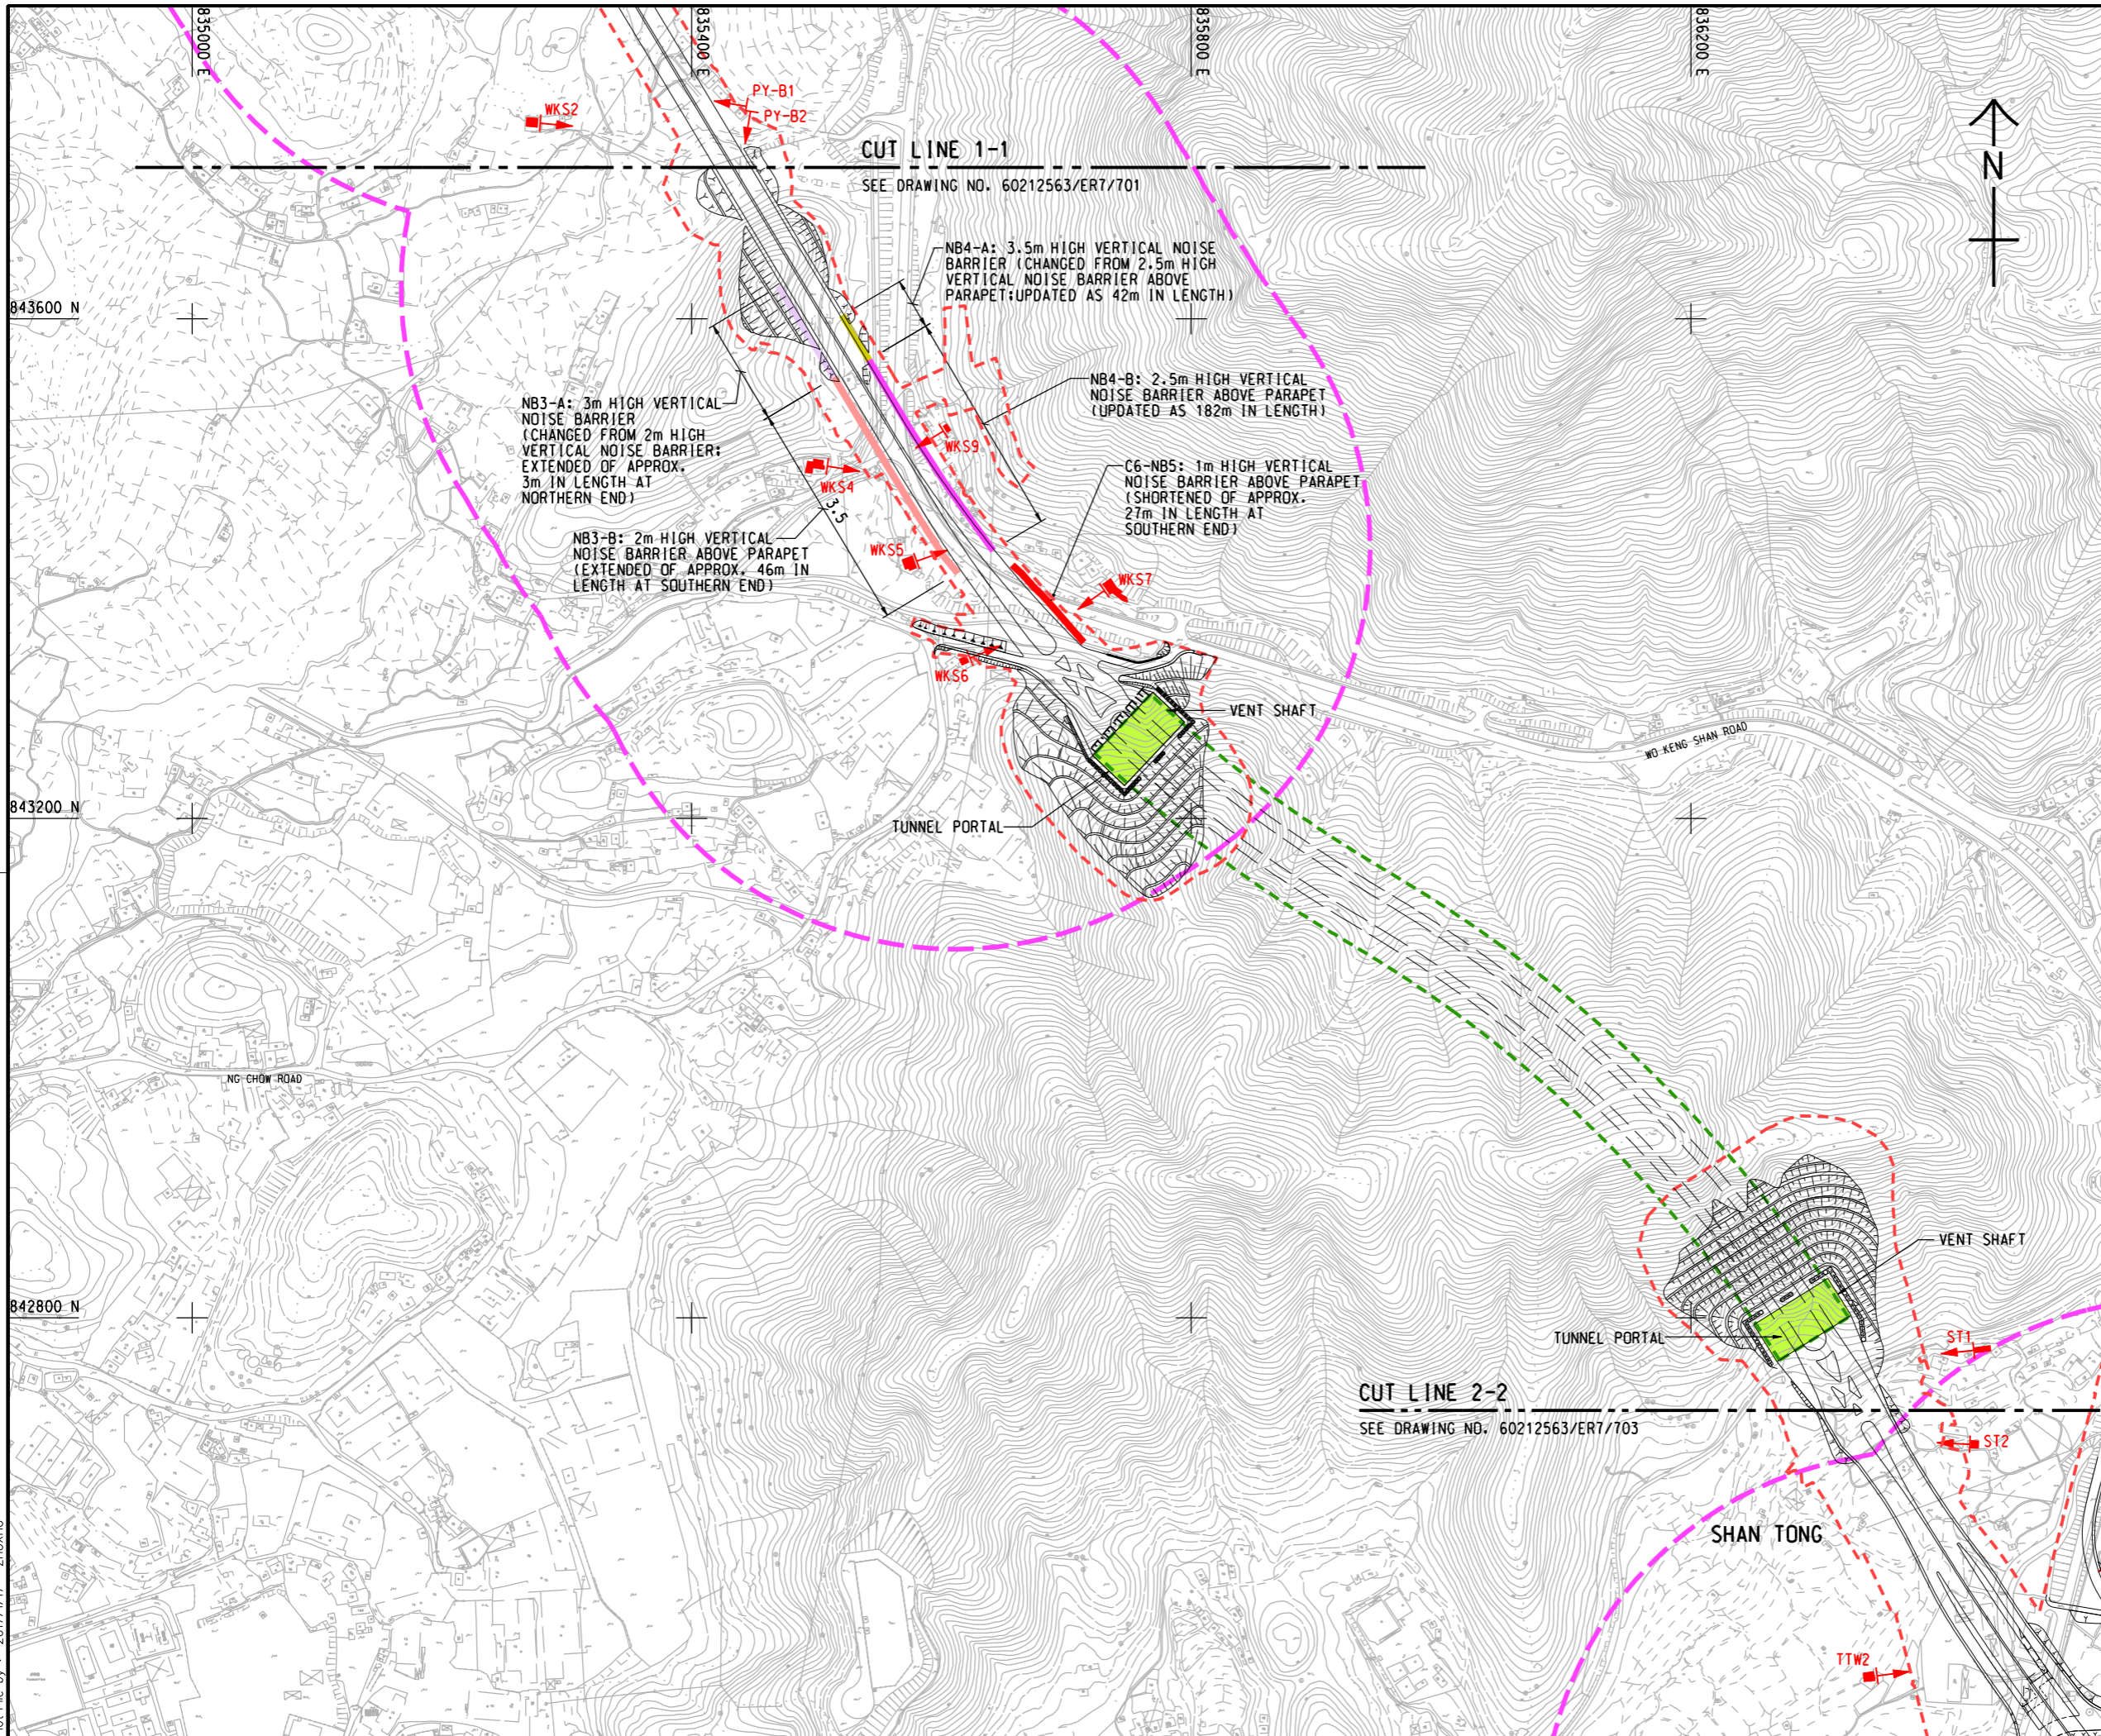 835000 E
835400 E
835800 E
836200 E
PY-B1
WKS2
PY-B2
CUT LINE 1-1
N
SEE DRAWING NO. 60212563/ER7/701
NB4-A: 3.5m HIGH VERTICAL NOISE
BARRIER (CHANGED FROM 2.5m HIGH
VERTICAL NOISE BARRIER ABOVE
PARAPET;UPDATED AS 42m IN LENGTH)
843600 N
NB4-B: 2.5m HIGH VERTICAL
NOISE BARRIER ABOVE PARAPET
(UPDATED AS 182m IN LENGTH)
NB3-A: 3m HIGH VERTICAL
NOISE BARRIER
(CHANGED FROM 2m HIGH
VERTICAL NOISE BARRIER;
EXTENDED OF APPROX.
3m IN LENGTH AT
NORTHERN END)
WKS9
C6-NB5: 1m HIGH VERTICAL
NOISE BARRIER ABOVE PARAPET
(SHORTENED OF APPROX.
27m IN LENGTH AT
SOUTHERN END)
WKS4
3.5
NB3-B: 2m HIGH VERTICAL
NOISE BARRIER ABOVE PARAPET
(EXTENDED OF APPROX. 46m IN
LENGTH AT SOUTHERN END)
WKS5
WKS7
WKS6
VENT SHAFT
WO KENG SHAN ROAD
843200 N
TUNNEL PORTAL
NG CHOW ROAD
VENT SHAFT
842800 N
TUNNEL PORTAL
ST1
CUT LINE 2-2
SEE DRAWING NO. 60212563/ER7/703
ST2
SHAN TONG
TTW2